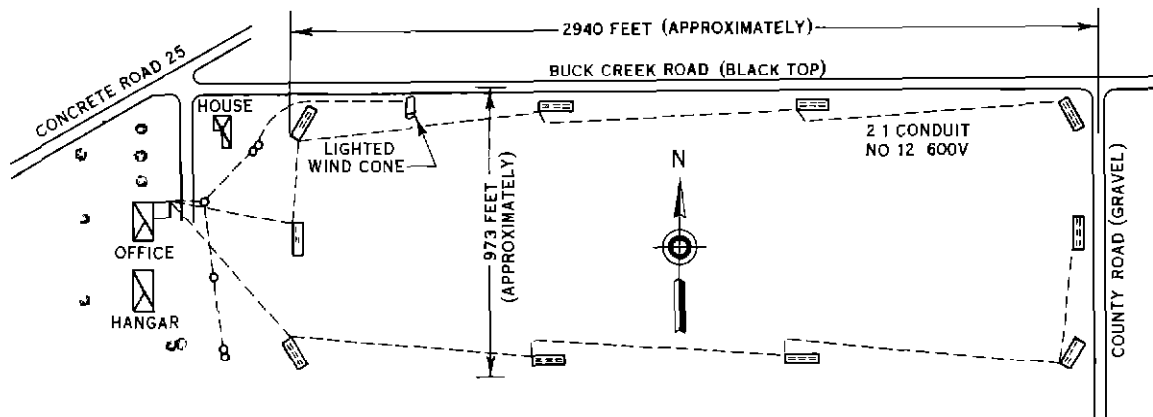 2940 FEET (APPROXIMATELY)
BUCK CREEK ROAD (BLACK TOP)
CONCRETE ROAD 25
HOUSE
LIGHTED
WIND CONE
2 1 CONDUIT
NO 12 600V
N
973 FEET
(APPROXIMATELY)
OFFICE
HANGAR
COUNTY ROAD (GRAVEL)